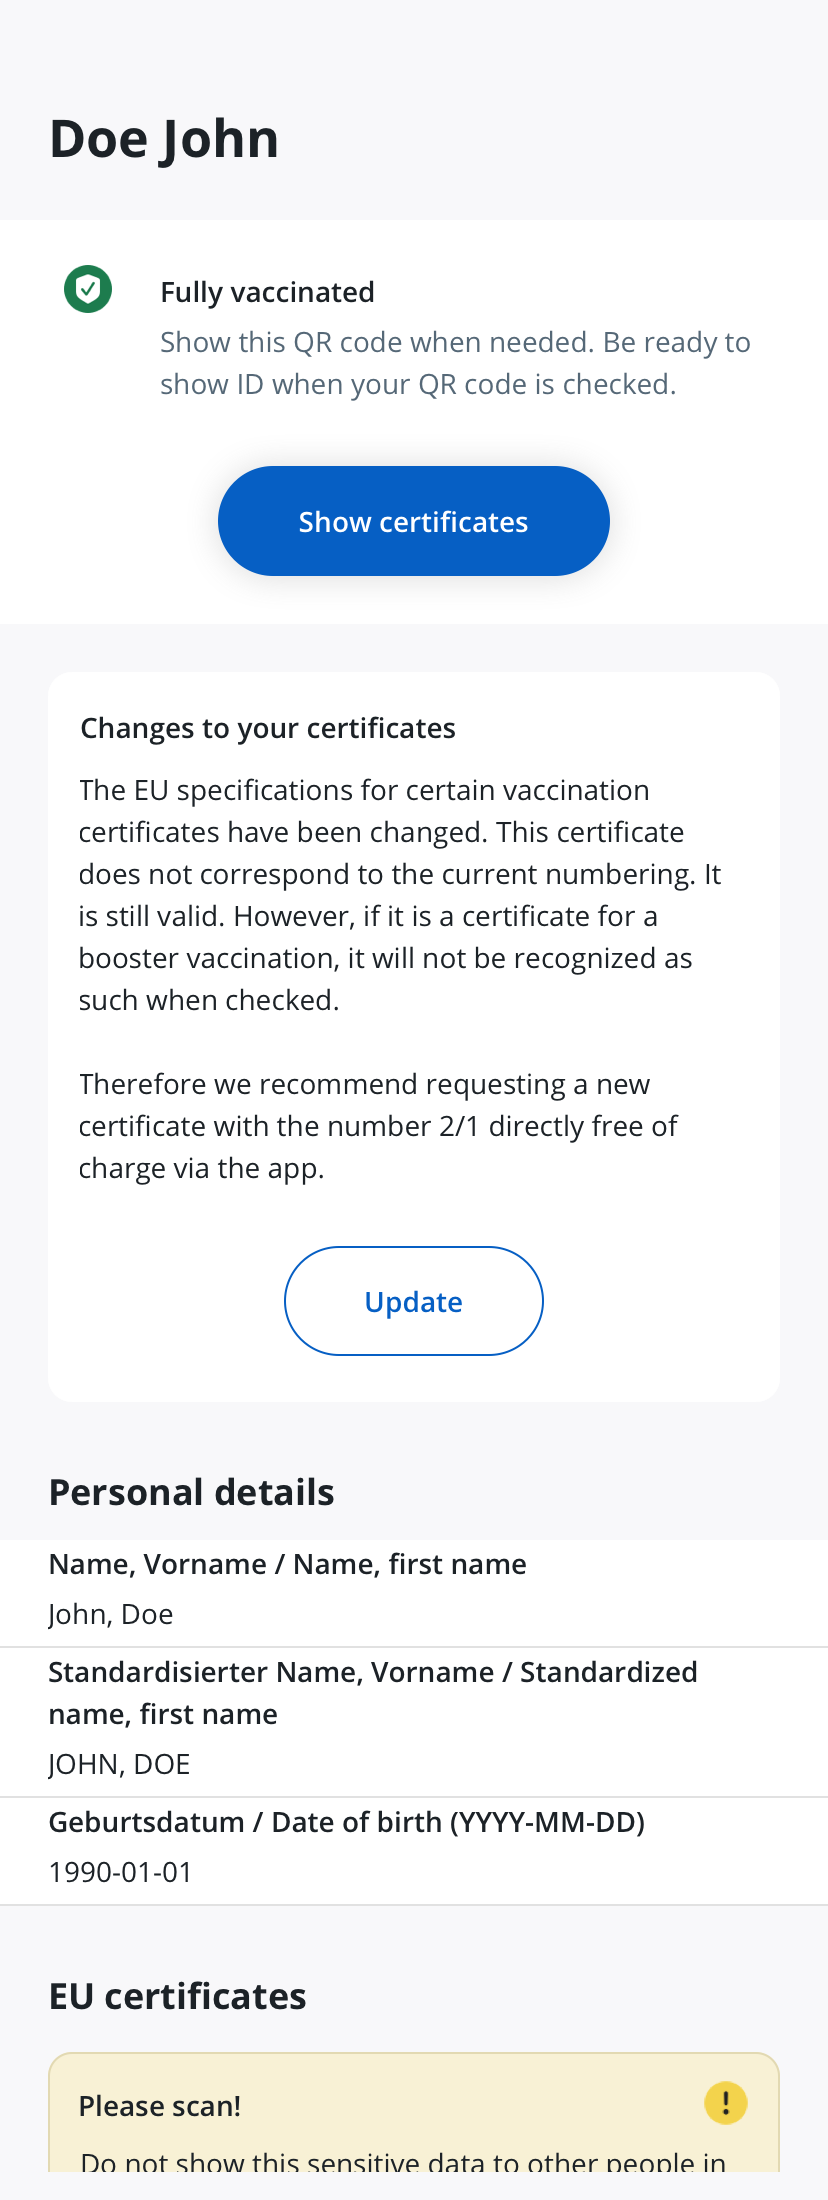 Doe John
Fully vaccinated
Show this QR code when needed. Be ready to
show ID when your QR code is checked.
Show certificates
Changes to your certificates
The EU specifications for certain vaccination
certificates have been changed. This certificate
does not correspond to the current numbering. It
is still valid. However, if it is a certificate for a
booster vaccination, it will not be recognized as
such when checked.
Therefore we recommend requesting a new
certificate with the number 2/1 directly free of
charge via the app.
Update
Personal details
Name, Vorname / Name, first name
John, Doe
Standardisierter Name, Vorname / Standardized
name, first name
JOHN, DOE
Geburtsdatum / Date of birth (YYYY-MM-DD)
1990-01-01
EU certificates
Please scan!
Do not show this sensitive data to other people in